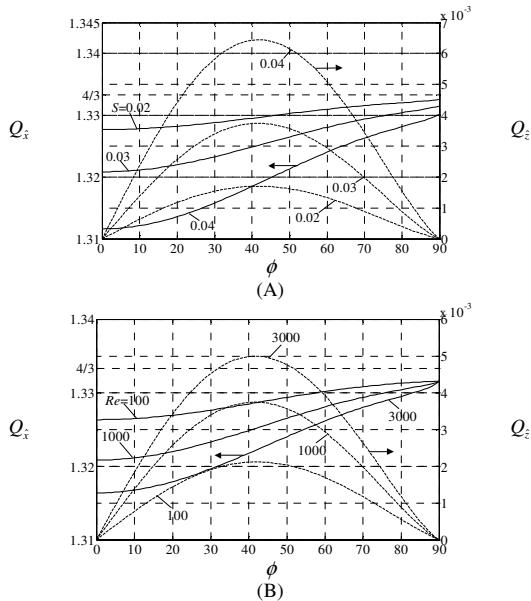 x 10⁻³
1.345 7
1.34 6
0.04
5
4/3 S=0.02
1.33 4
Q_x̂ Q_ẑ
3
0.03 0.03
1.32 2
0.04 0.02
1
1.31 0
0 10 20 30 40 50 60 70 80 90
ϕ
(A)
x 10⁻³
1.34 6
3000
4/3 5
Re=100
1.33 4
Q_x̂ 3000 Q_ẑ
1000 1000
3
1.32 2
100
1
1.31 0
0 10 20 30 40 50 60 70 80 90
ϕ
(B)